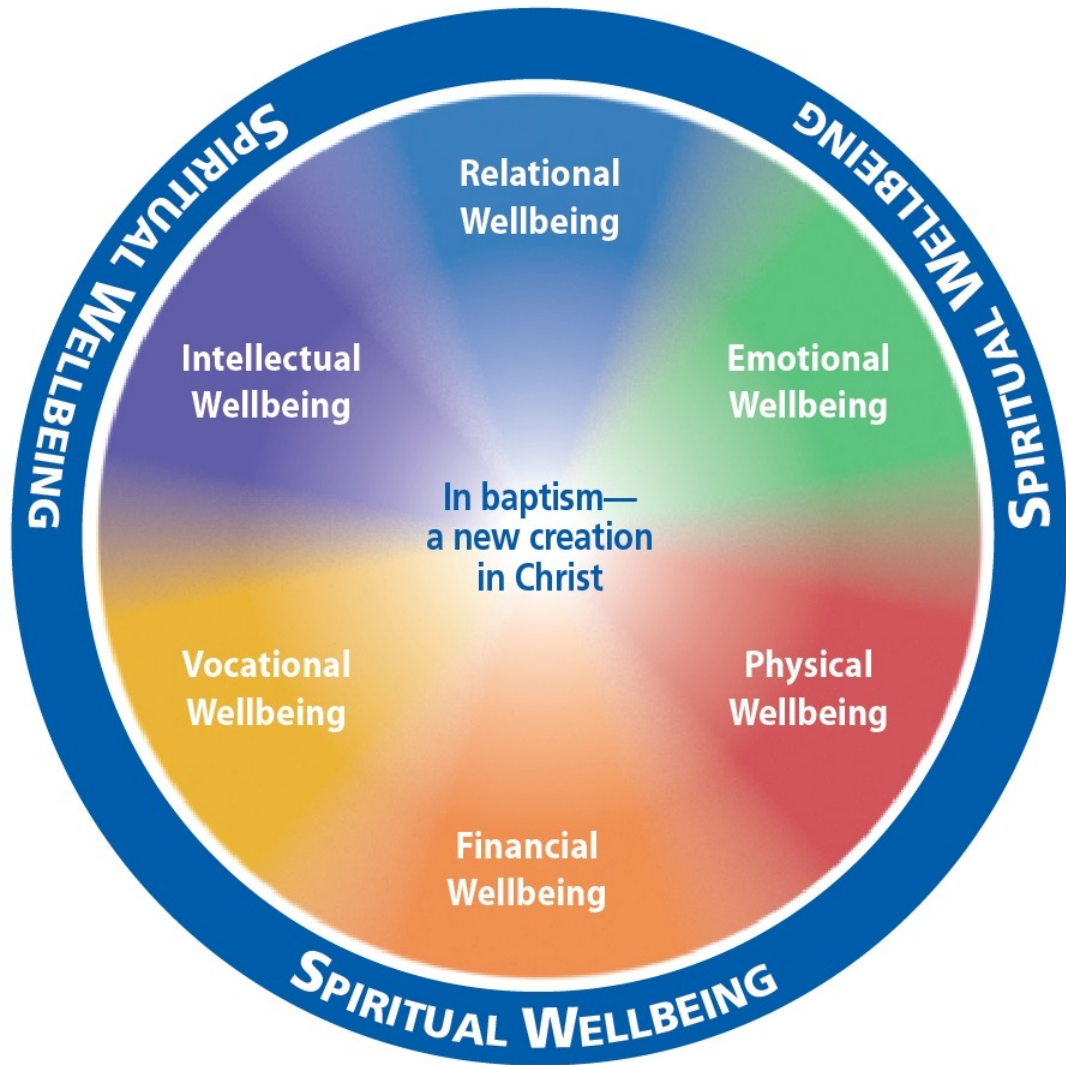 SPIRITUAL WELLBEING
SPIRITUAL WELLBEING
Relational
Wellbeing
Intellectual
Wellbeing
Emotional
Wellbeing
In baptism—
a new creation
in Christ
Vocational
Wellbeing
Physical
Wellbeing
Financial
Wellbeing
SPIRITUAL WELLBEING